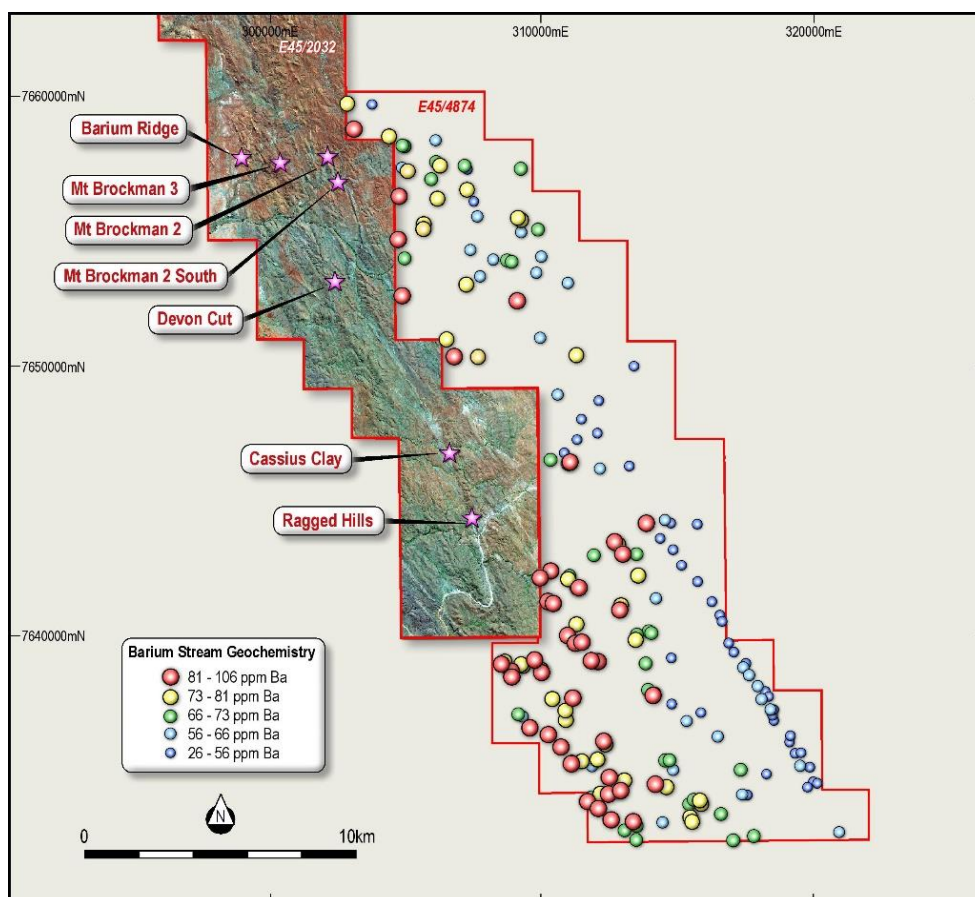 300000mE
310000mE
320000mE
E45/2032
7660000mN
E45/4874
Barium Ridge
Mt Brockman 3
Mt Brockman 2
Mt Brockman 2 South
Devon Cut
7650000mN
Cassius Clay
Ragged Hills
7640000mN
Barium Stream Geochemistry
81 - 106 ppm Ba
73 - 81 ppm Ba
66 - 73 ppm Ba
56 - 66 ppm Ba
26 - 56 ppm Ba
N
0
10km